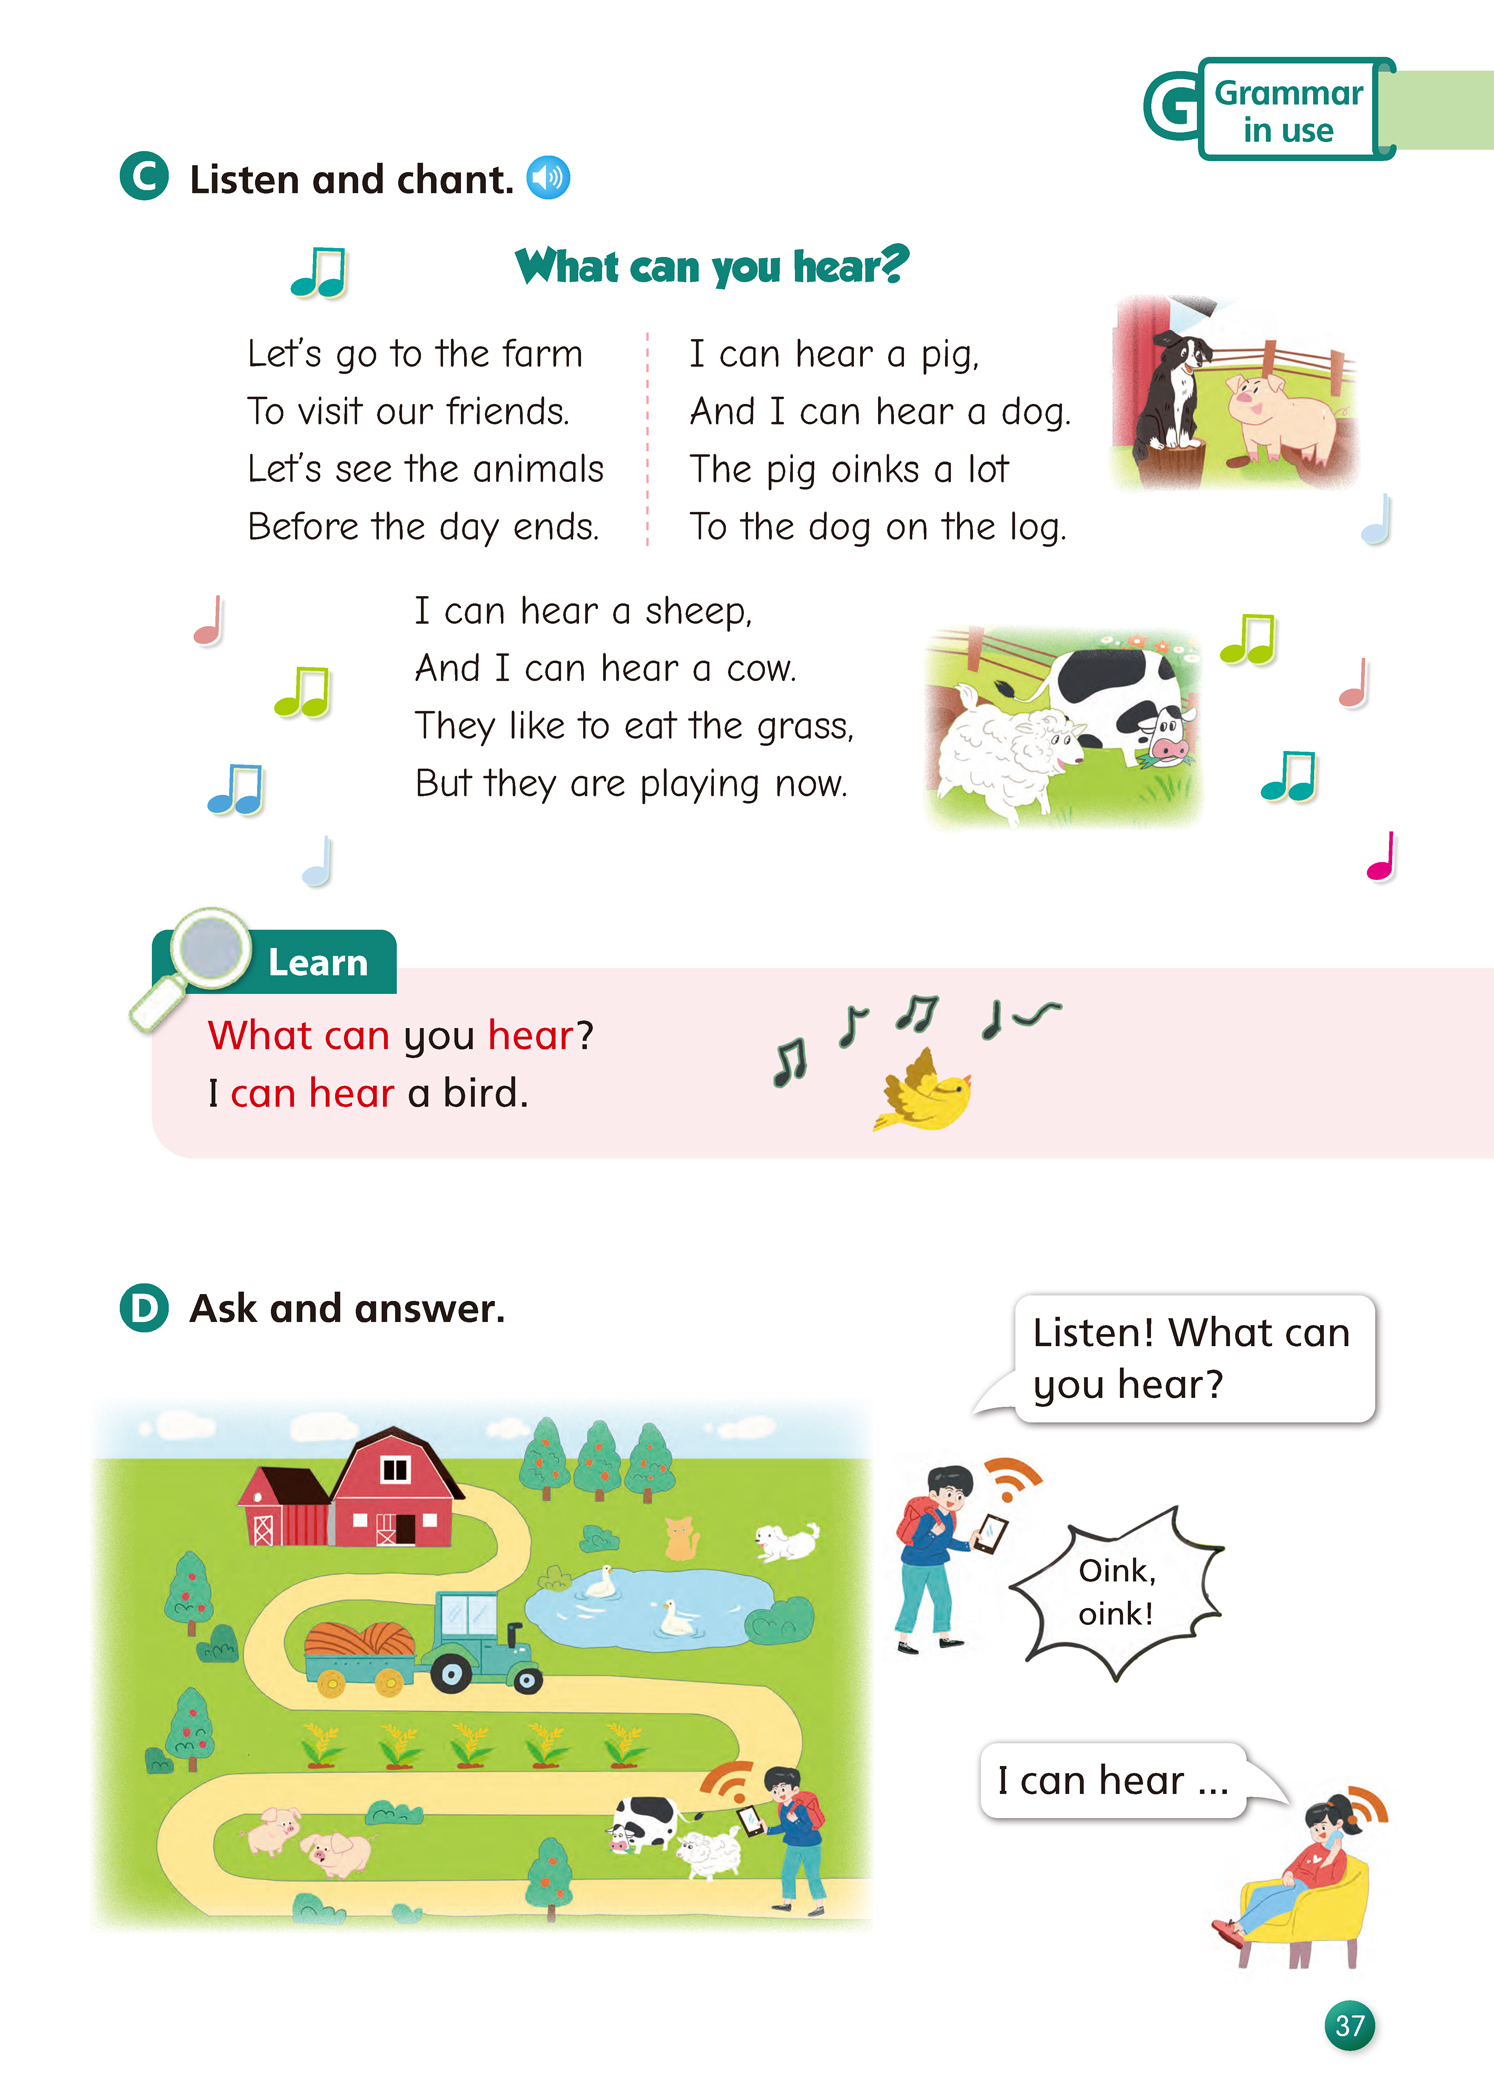 G
Grammar
in use
C Listen and chant.
What can you hear?
Let's go to the farm
To visit our friends.
Let's see the animals
Before the day ends.
I can hear a pig,
And I can hear a dog.
The pig oinks a lot
To the dog on the log.
I can hear a sheep,
And I can hear a cow.
They like to eat the grass,
But they are playing now.
Learn
What can you hear?
I can hear a bird.
D Ask and answer.
Listen! What can
you hear?
Oink,
oink!
I can hear ...
37